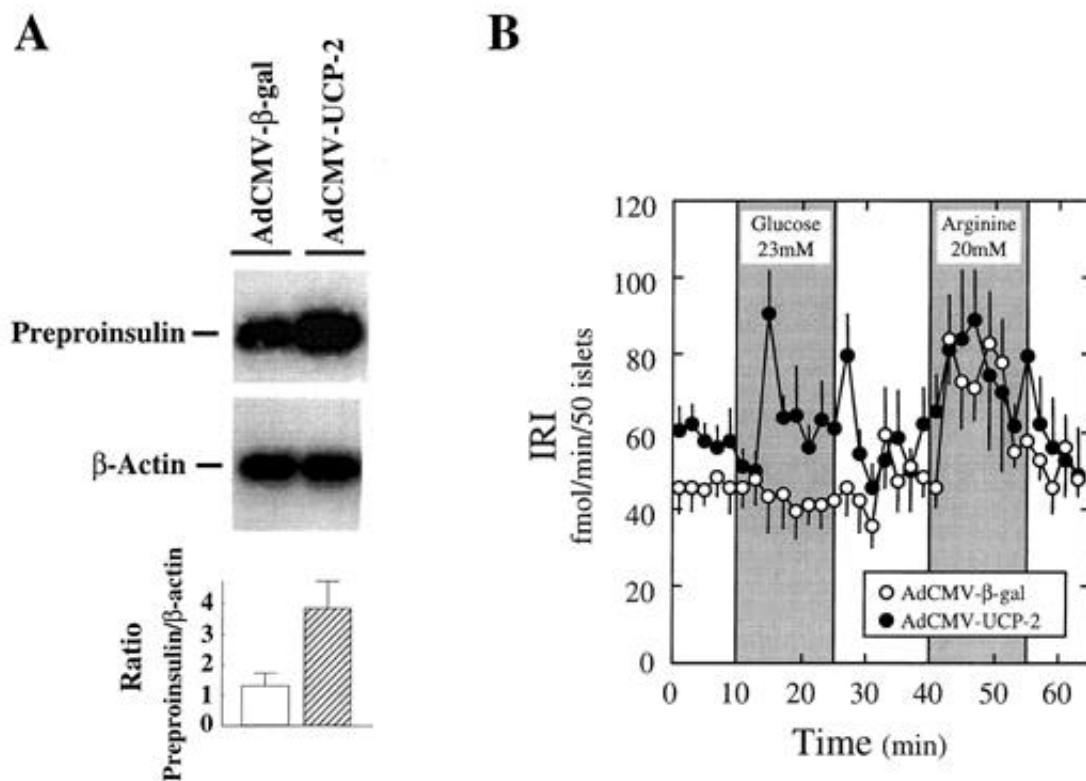 A
AdCMV-β-gal
AdCMV-UCP-2
Preproinsulin
β-Actin
Ratio
Preproinsulin/β-actin
4
3
2
1
0
B
IRI
fmol/min/50 islets
120
100
80
60
40
20
0
Glucose
23mM
Arginine
20mM
AdCMV-β-gal
AdCMV-UCP-2
0 10 20 30 40 50 60
Time (min)